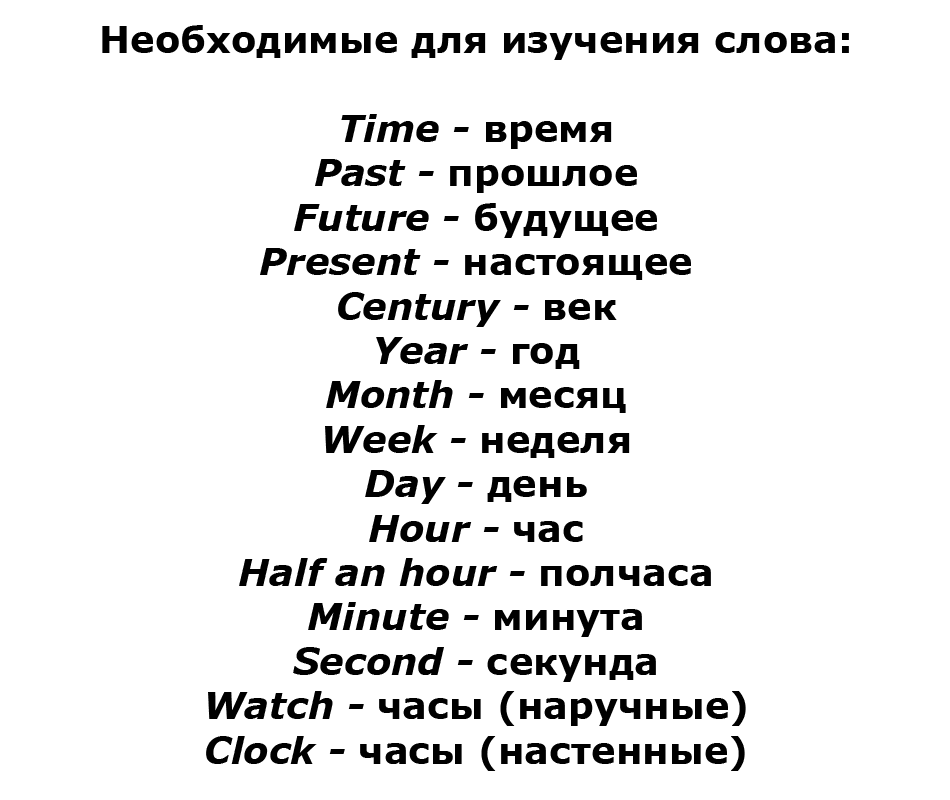 Необходимые для изучения слова:
Time - время
Past - прошлое
Future - будущее
Present - настоящее
Century - век
Year - год
Month - месяц
Week - неделя
Day - день
Hour - час
Half an hour - полчаса
Minute - минута
Second - секунда
Watch - часы (наручные)
Clock - часы (настенные)